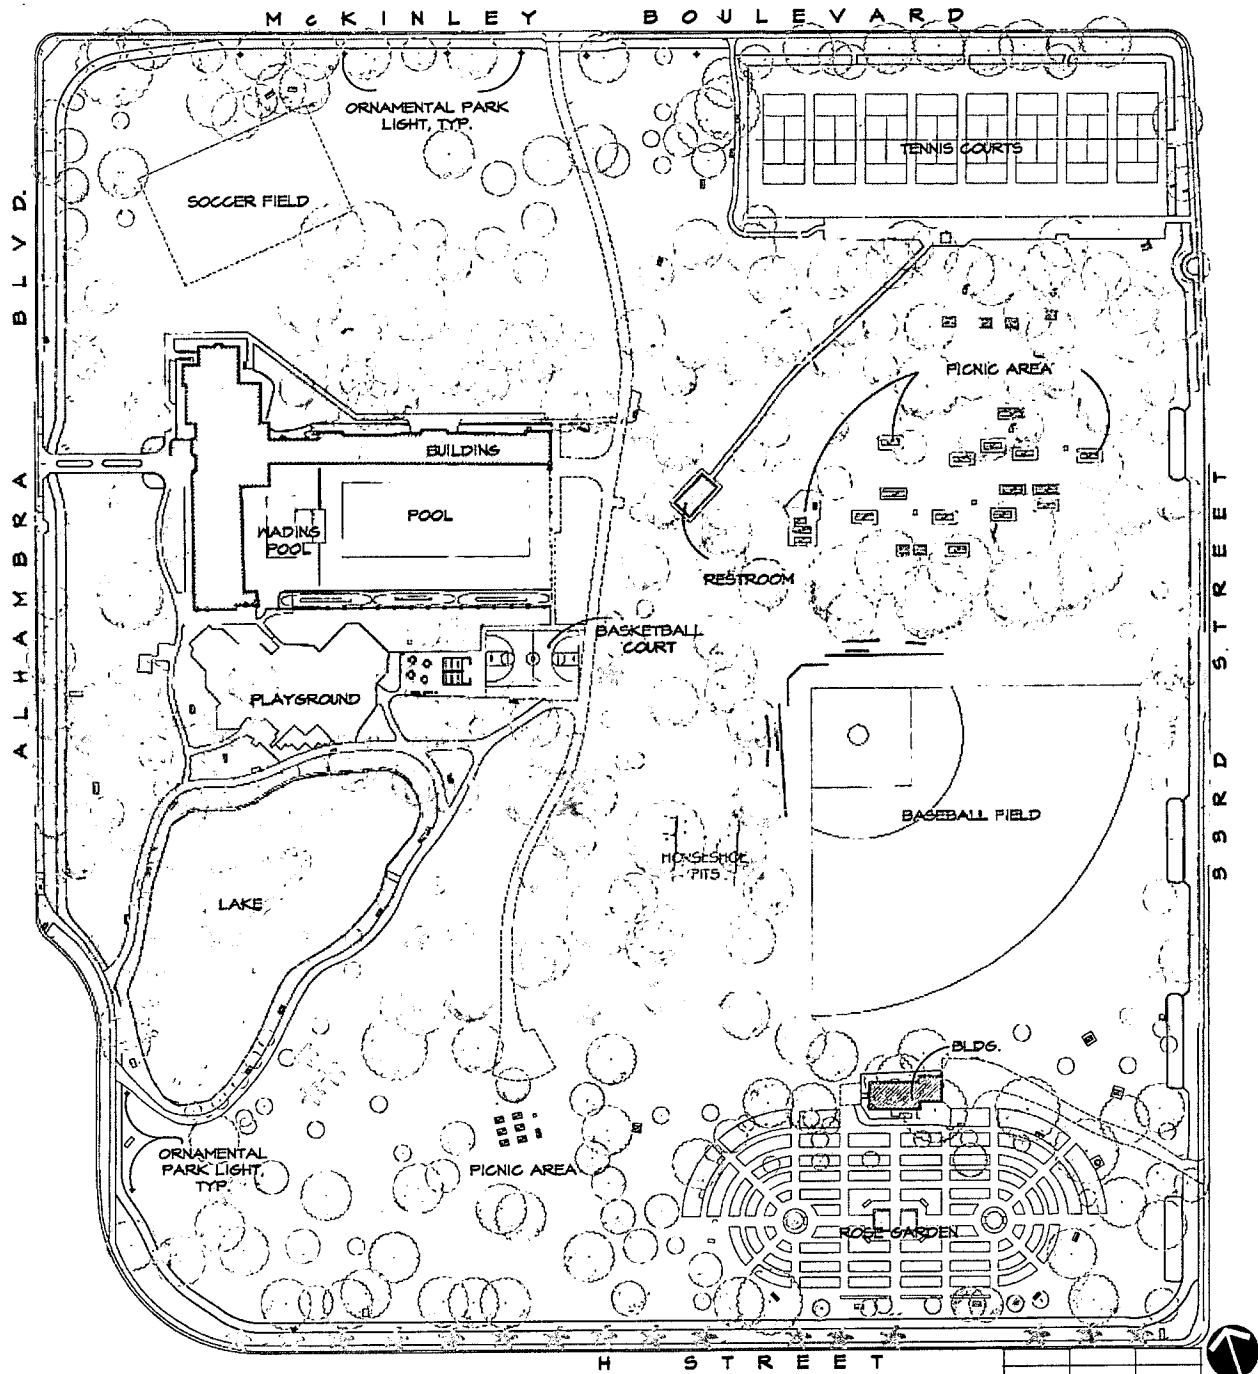 McKINLEY BOULEVARD
ORNAMENTAL PARK
LIGHT, TYP.
TENNIS COURTS
SOCCER FIELD
ALHAMBRA BLVD.
PICNIC AREA
BUILDING
WADING
POOL
POOL
RESTROOM
33RD STREET
BASKETBALL
COURT
PLAYGROUND
BASEBALL FIELD
HORSESHOE
PITS
LAKE
BLDG.
ORNAMENTAL
PARK LIGHT,
TYP.
PICNIC AREA
ROSE GARDEN
H STREET